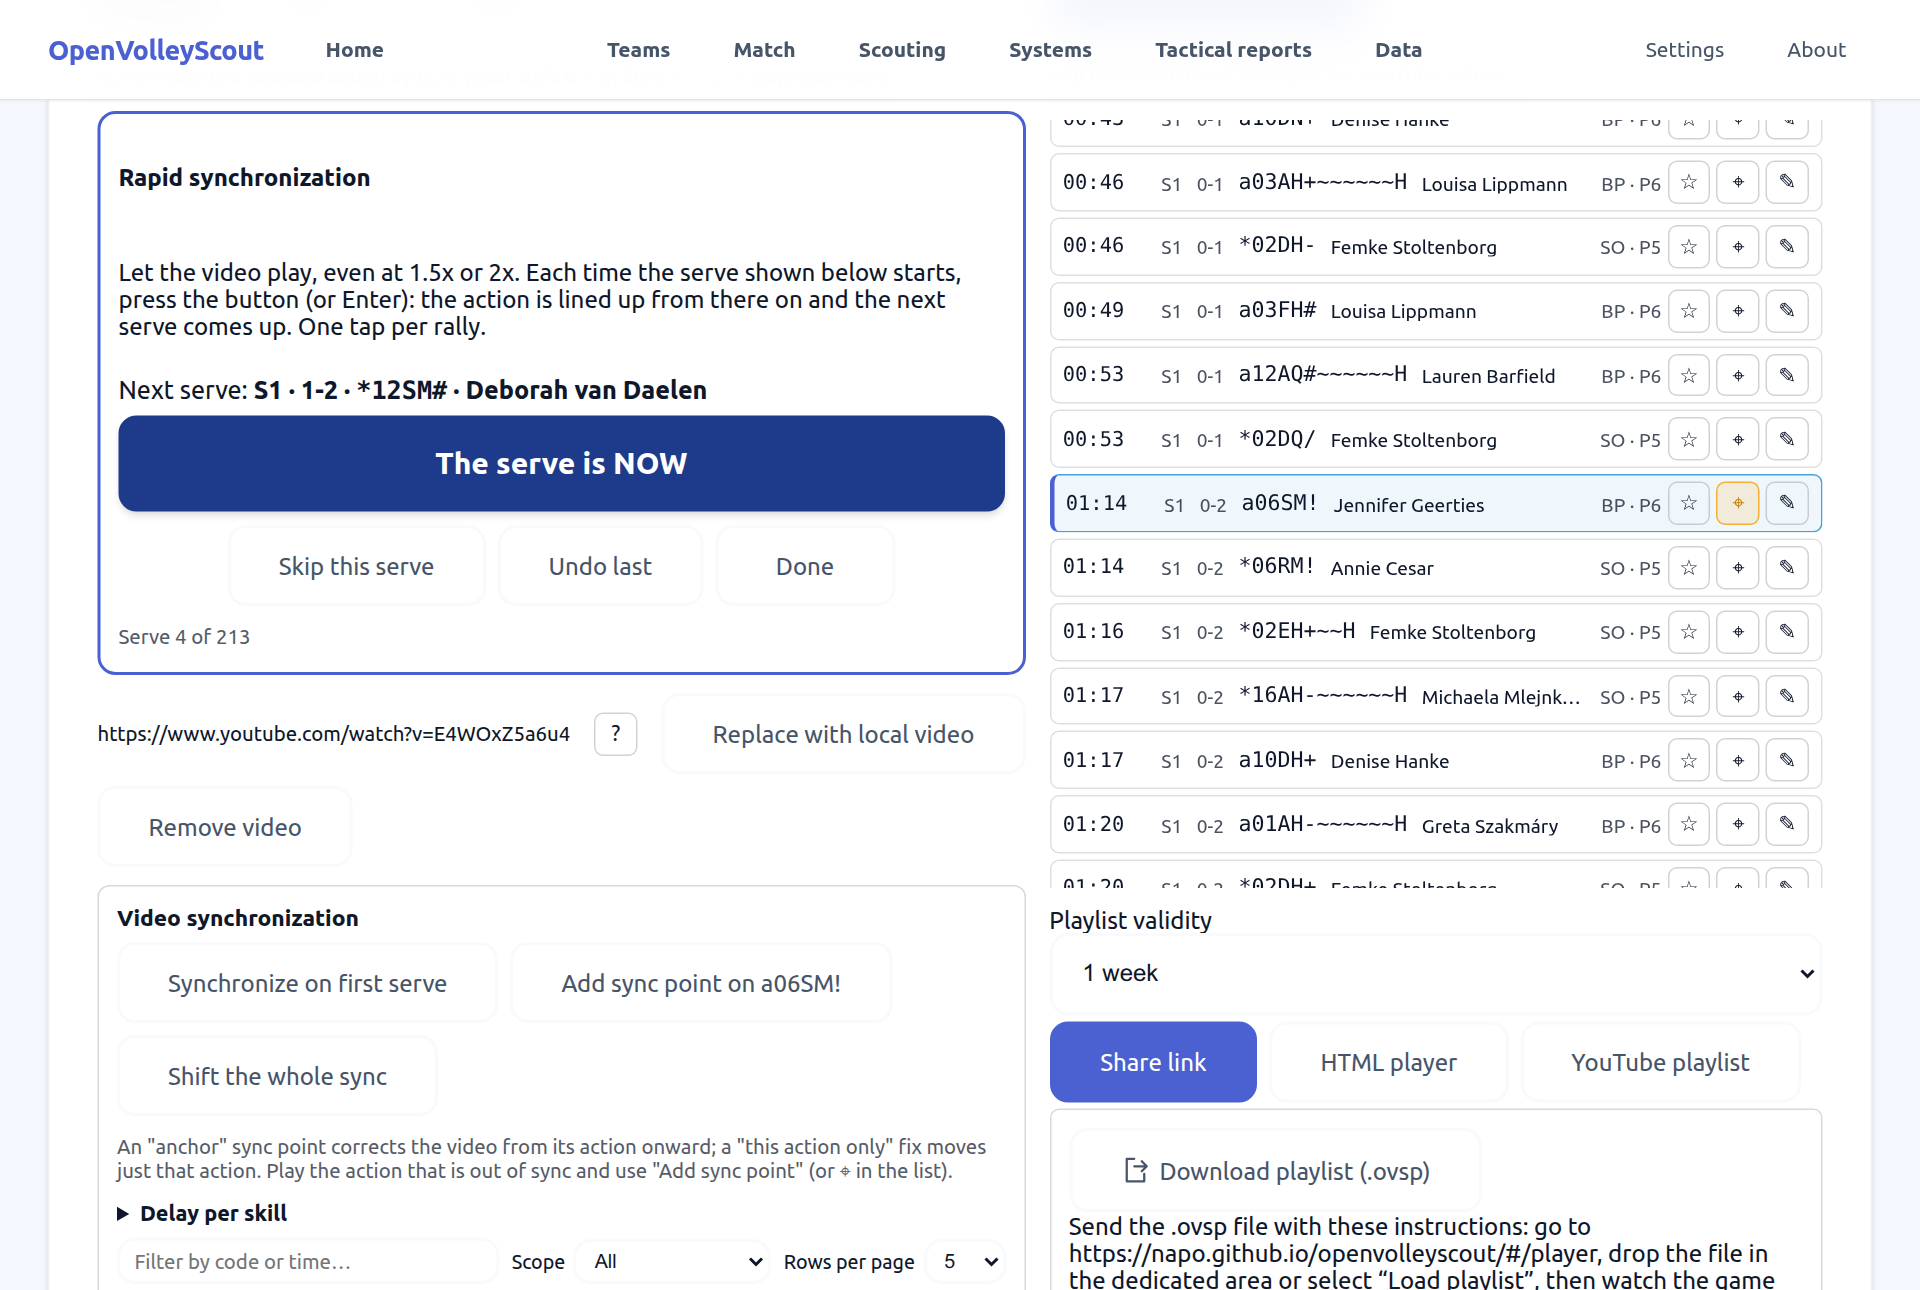 OpenVolleyScout Home Teams Match Scouting Systems Tactical reports Data Settings About
Rapid synchronization
Let the video play, even at 1.5x or 2x. Each time the serve shown below starts,
press the button (or Enter): the action is lined up from there on and the next
serve comes up. One tap per rally.
Next serve: S1 · 1-2 · *12SM# · Deborah van Daelen
The serve is NOW
Skip this serve Undo last Done
Serve 4 of 213
https://www.youtube.com/watch?v=E4WOxZ5a6u4 ? Replace with local video
Remove video
Video synchronization
Synchronize on first serve Add sync point on a06SM!
Shift the whole sync
An "anchor" sync point corrects the video from its action onward; a "this action only" fix moves
just that action. Play the action that is out of sync and use "Add sync point" (or ⌖ in the list).
▶ Delay per skill
Filter by code or time… Scope All Rows per page 5
00:46 S1 0-1 a03AH+~~~~~~H Louisa Lippmann BP · P6 ☆ ⌖ ✎
00:46 S1 0-1 *02DH- Femke Stoltenborg SO · P5 ☆ ⌖ ✎
00:49 S1 0-1 a03FH# Louisa Lippmann BP · P6 ☆ ⌖ ✎
00:53 S1 0-1 a12AQ#~~~~~~H Lauren Barfield BP · P6 ☆ ⌖ ✎
00:53 S1 0-1 *02DQ/ Femke Stoltenborg SO · P5 ☆ ⌖ ✎
01:14 S1 0-2 a06SM! Jennifer Geerties BP · P6 ☆ ⌖ ✎
01:14 S1 0-2 *06RM! Annie Cesar SO · P5 ☆ ⌖ ✎
01:16 S1 0-2 *02EH+~~H Femke Stoltenborg SO · P5 ☆ ⌖ ✎
01:17 S1 0-2 *16AH-~~~~~~H Michaela Mlejnk… SO · P5 ☆ ⌖ ✎
01:17 S1 0-2 a10DH+ Denise Hanke BP · P6 ☆ ⌖ ✎
01:20 S1 0-2 a01AH-~~~~~~H Greta Szakmáry BP · P6 ☆ ⌖ ✎
01:20 S1 0-2 *02DH+ Femke Stoltenborg SO · P5
Playlist validity
1 week
Share link HTML player YouTube playlist
Download playlist (.ovsp)
Send the .ovsp file with these instructions: go to
https://napo.github.io/openvolleyscout/#/player, drop the file in
the dedicated area or select “Load playlist”, then watch the game